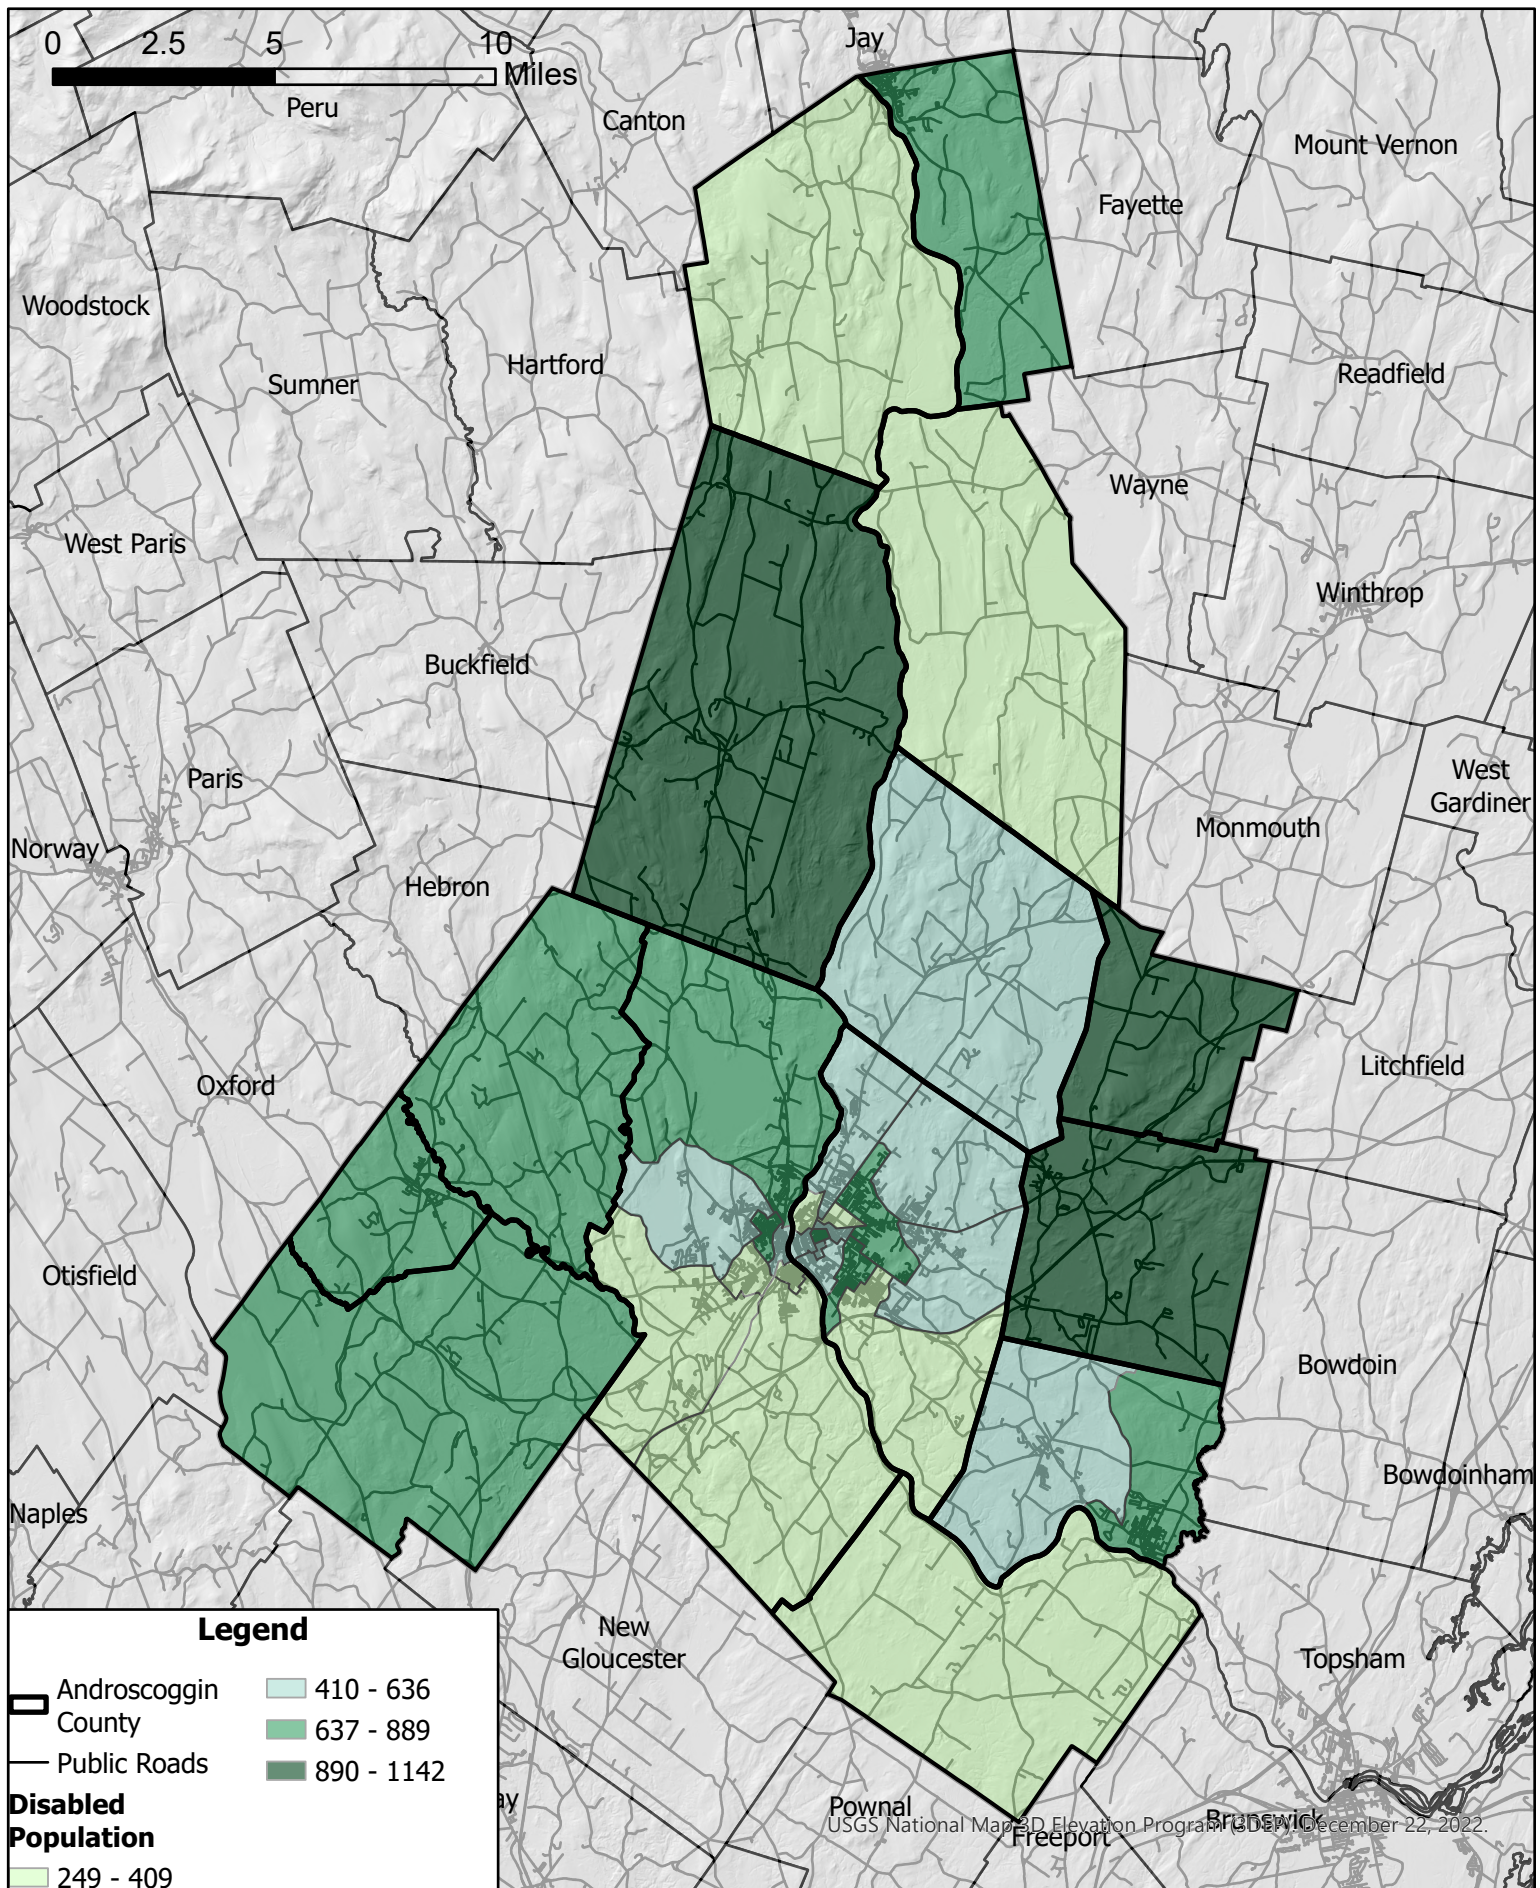 0 2.5 5 10
Miles
Jay
Peru
Canton
Mount Vernon
Fayette
Woodstock
Hartford
Sumner
Readfield
Wayne
West Paris
Winthrop
Buckfield
Paris
West
Gardiner
Monmouth
Norway
Hebron
Litchfield
Oxford
Otisfield
Bowdoin
Bowdoinham
Naples
New
Gloucester
Topsham
Pownal
Brunswick
Freeport
USGS National Map 3D Elevation Program (3DEP). December 22, 2022.
ay
Legend
Androscoggin
County
Public Roads
Disabled
Population
249 - 409
410 - 636
637 - 889
890 - 1142